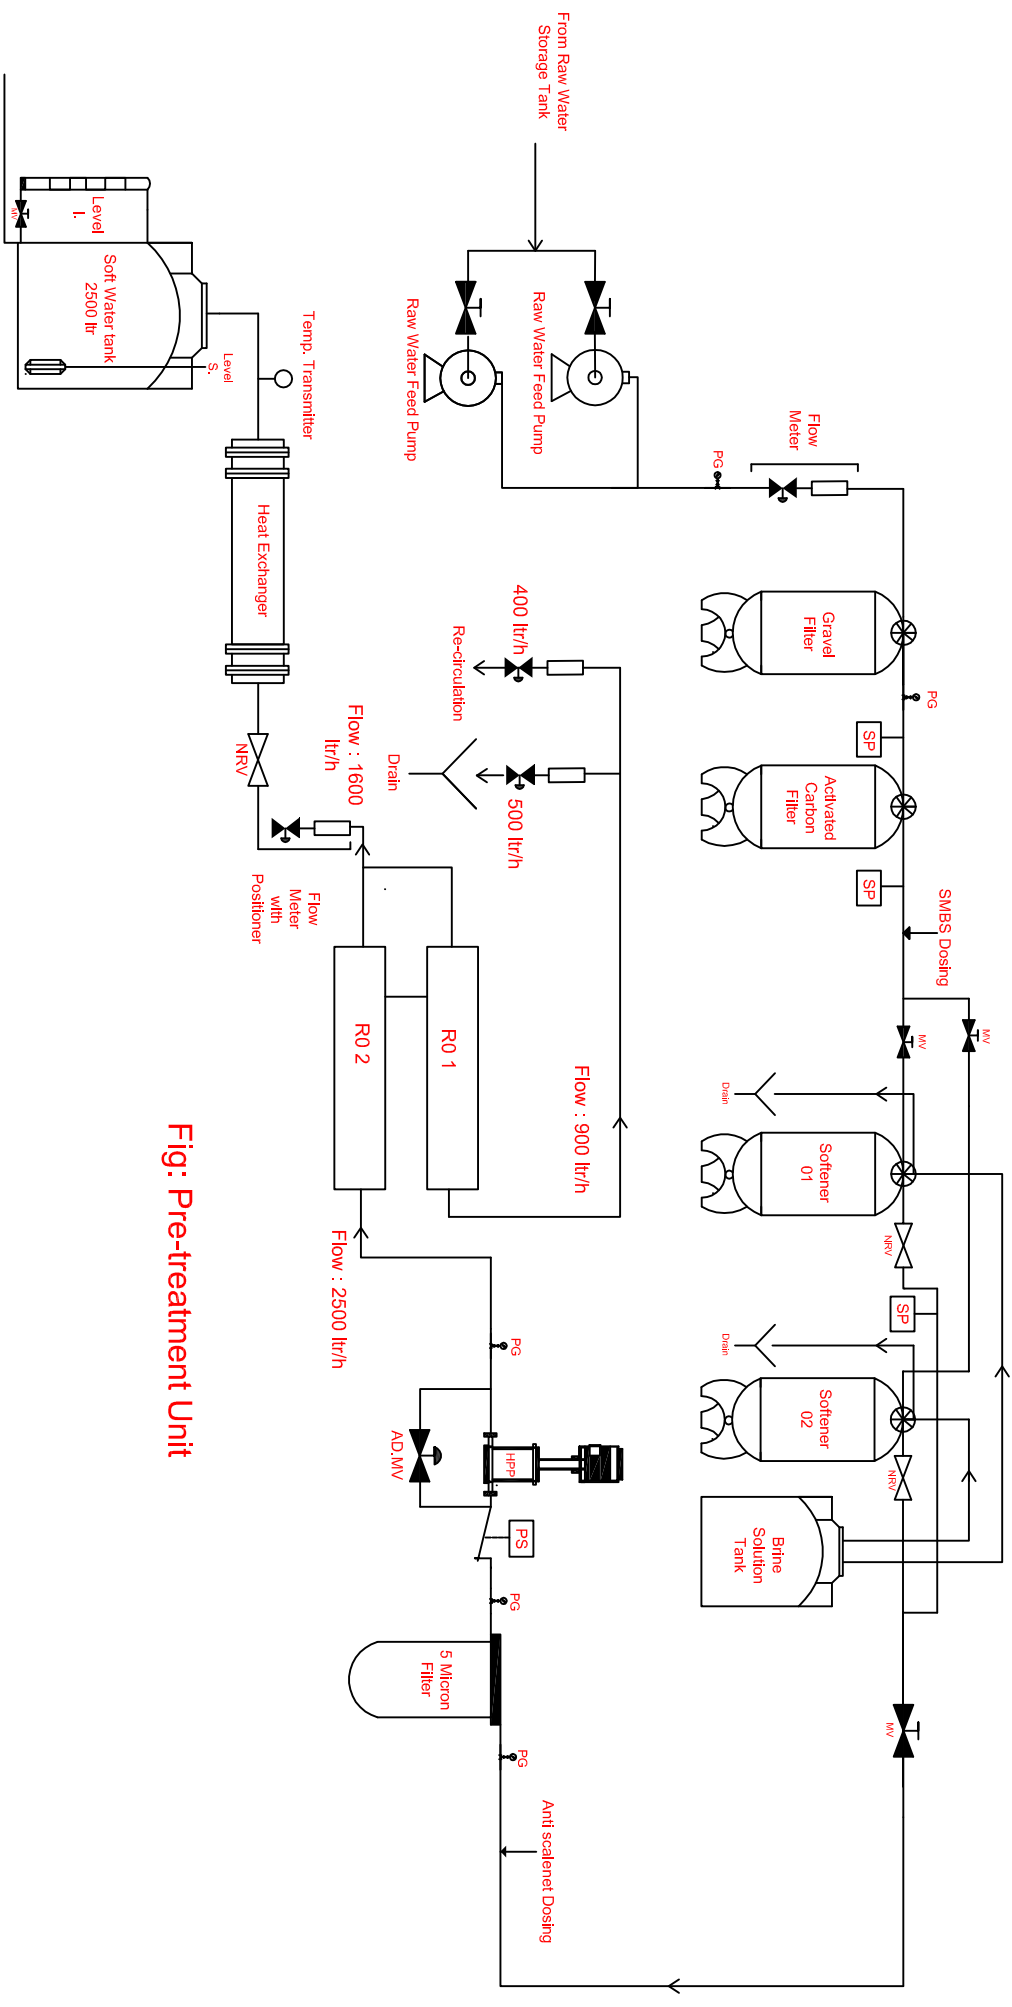 From Raw Water
Storage Tank
Raw Water Feed Pump
Raw Water Feed Pump
Flow
Meter
PG
Gravel
Filter
PG
SP
Activated
Carbon
Filter
SP
SMBS Dosing
MV
MV
Drain
Softener
01
NRV
SP
Drain
Softener
02
NRV
Brine
Solution
Tank
MV
Anti scalenet Dosing
PG
5 Micron
Filter
PG
PS
HPP
AD.MV
PG
Flow : 2500 ltr/h
R0 1
R0 2
Flow : 900 ltr/h
400 ltr/h
Re-circulation
500 ltr/h
Drain
Flow : 1600
ltr/h
Flow
Meter
with
Positioner
NRV
Heat Exchanger
Temp. Transmitter
Level
S.
Soft Water tank
2500 ltr
Level
I.
MV
Fig: Pre-treatment Unit